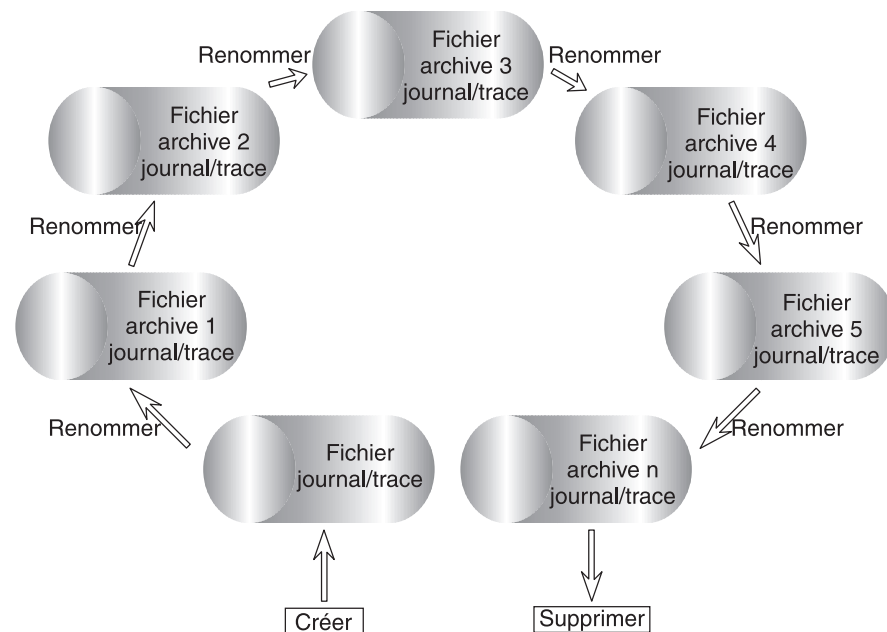 Renommer
Fichier
archive 3
journal/trace
Renommer
Fichier
archive 2
journal/trace
Fichier
archive 4
journal/trace
Renommer
Renommer
Fichier
archive 1
journal/trace
Fichier
archive 5
journal/trace
Renommer
Renommer
Fichier
journal/trace
Fichier
archive n
journal/trace
Créer
Supprimer